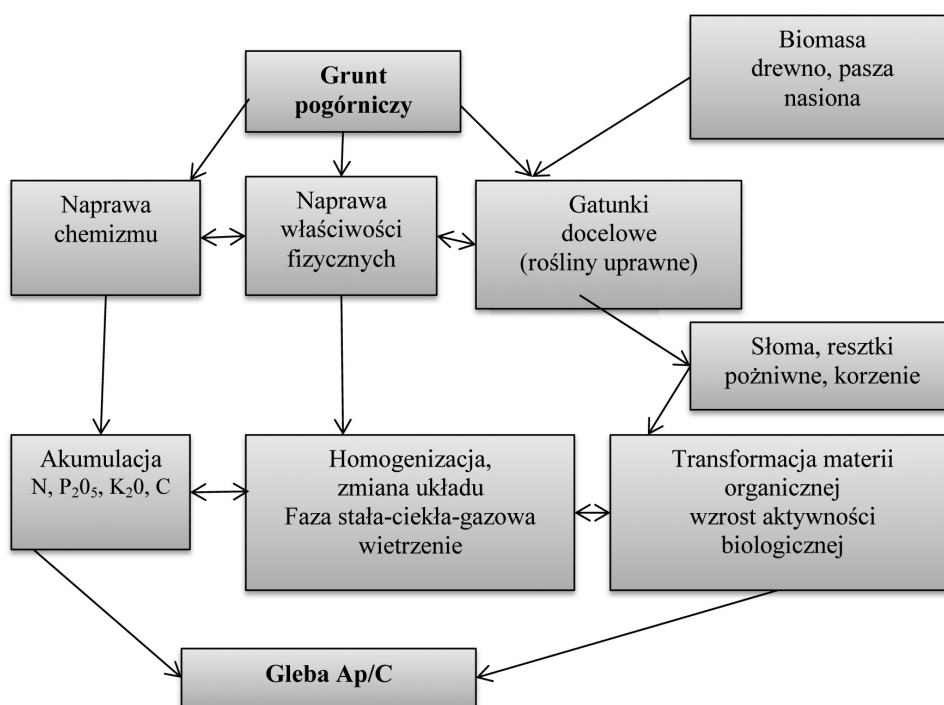 Grunt
pogórniczy
Biomasa
drewno, pasza
nasiona
Naprawa
chemizmu
Naprawa
właściwości
fizycznych
Gatunki
docelowe
(rośliny uprawne)
Słoma, resztki
pożniwne, korzenie
Akumulacja
N, P₂0₅, K₂0, C
Homogenizacja,
zmiana układu
Faza stała-ciekła-gazowa
wietrzenie
Transformacja materii
organicznej
wzrost aktywności
biologicznej
Gleba Ap/C